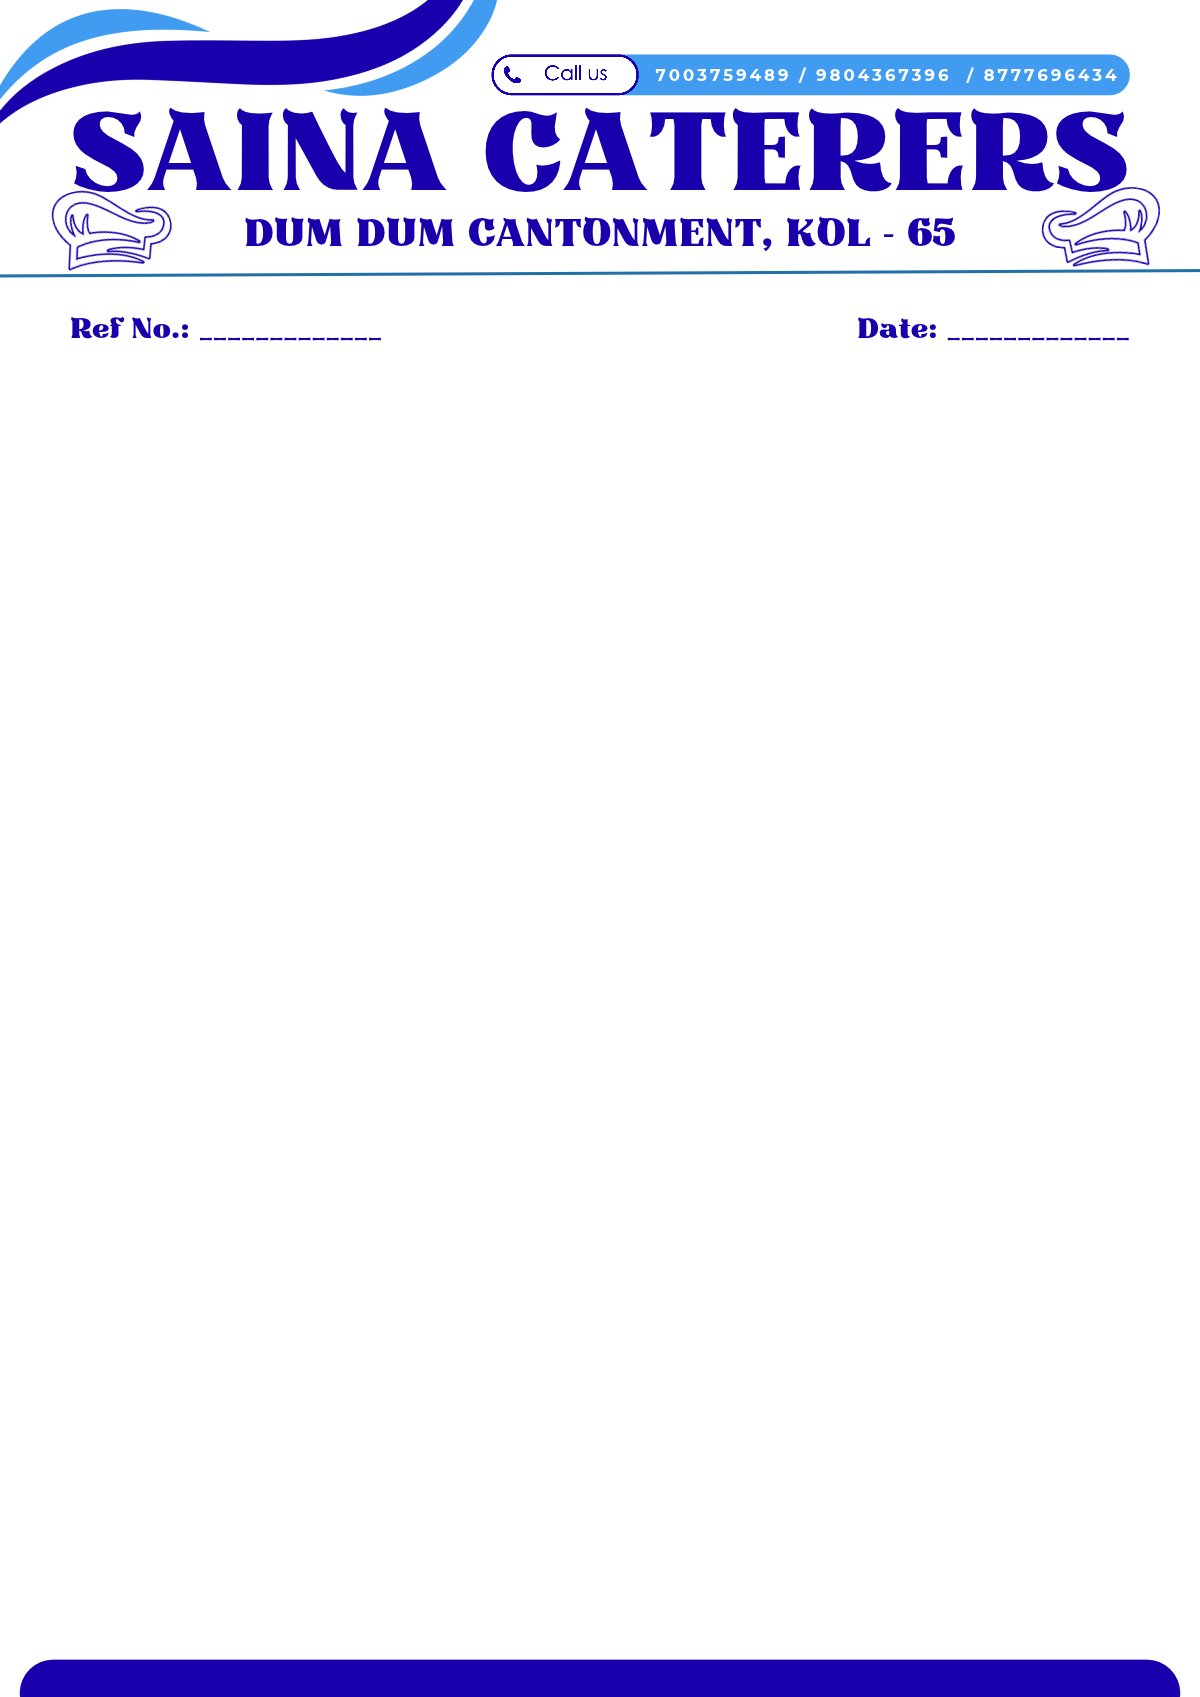 Call us 7003759489 / 9804367396 / 8777696434
SAINA CATERERS
DUM DUM CANTONMENT, KOL - 65
Ref No.: _____________ Date: _____________